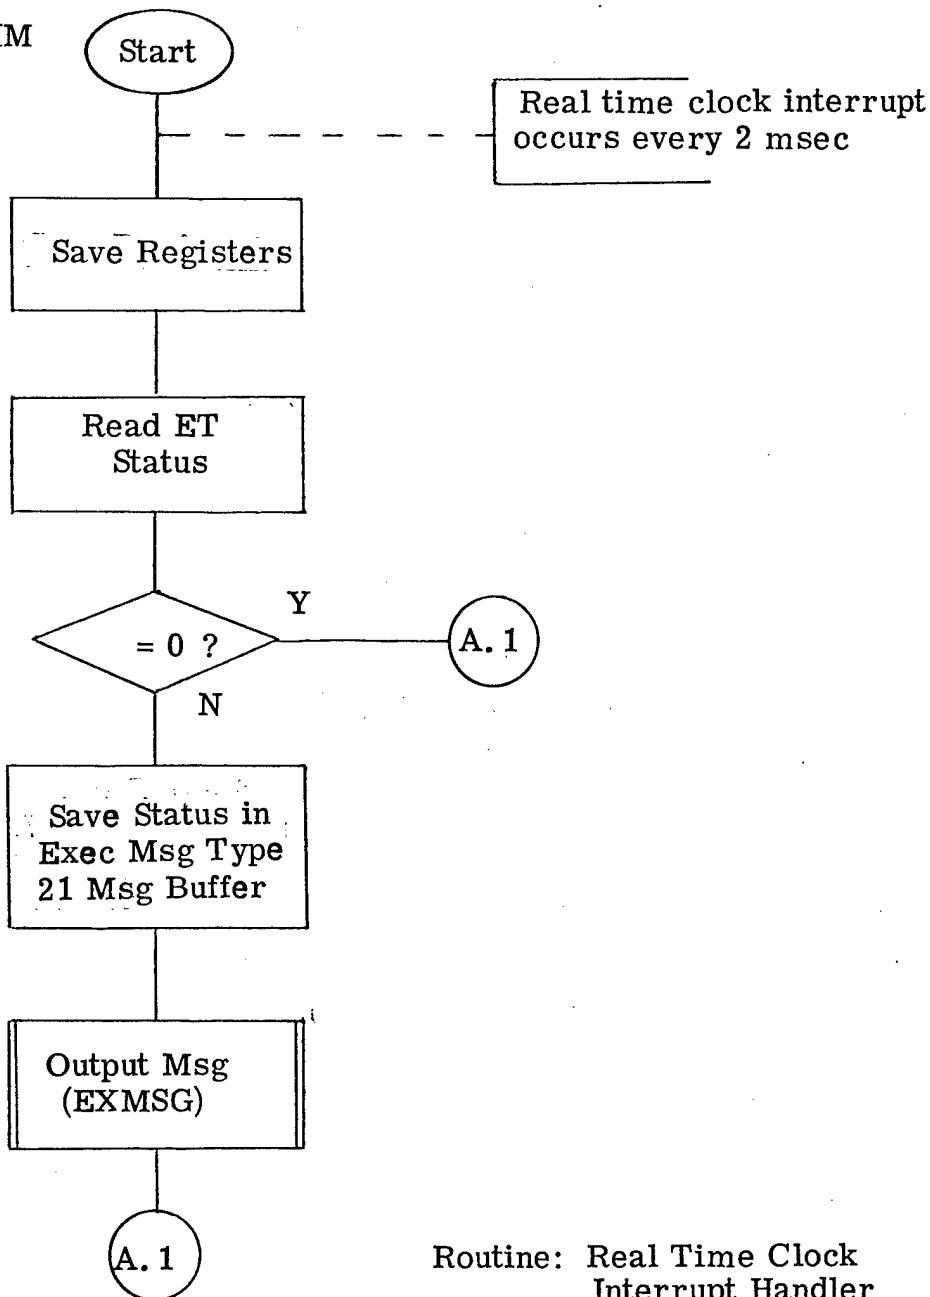 Start
Real time clock interrupt
occurs every 2 msec
Save Registers
Read ET
Status
= 0 ?
Y
A. 1
N
Save Status in
Exec Msg Type
21 Msg Buffer
Output Msg
(EXMSG)
A. 1
Routine: Real Time Clock
Interrupt Handler